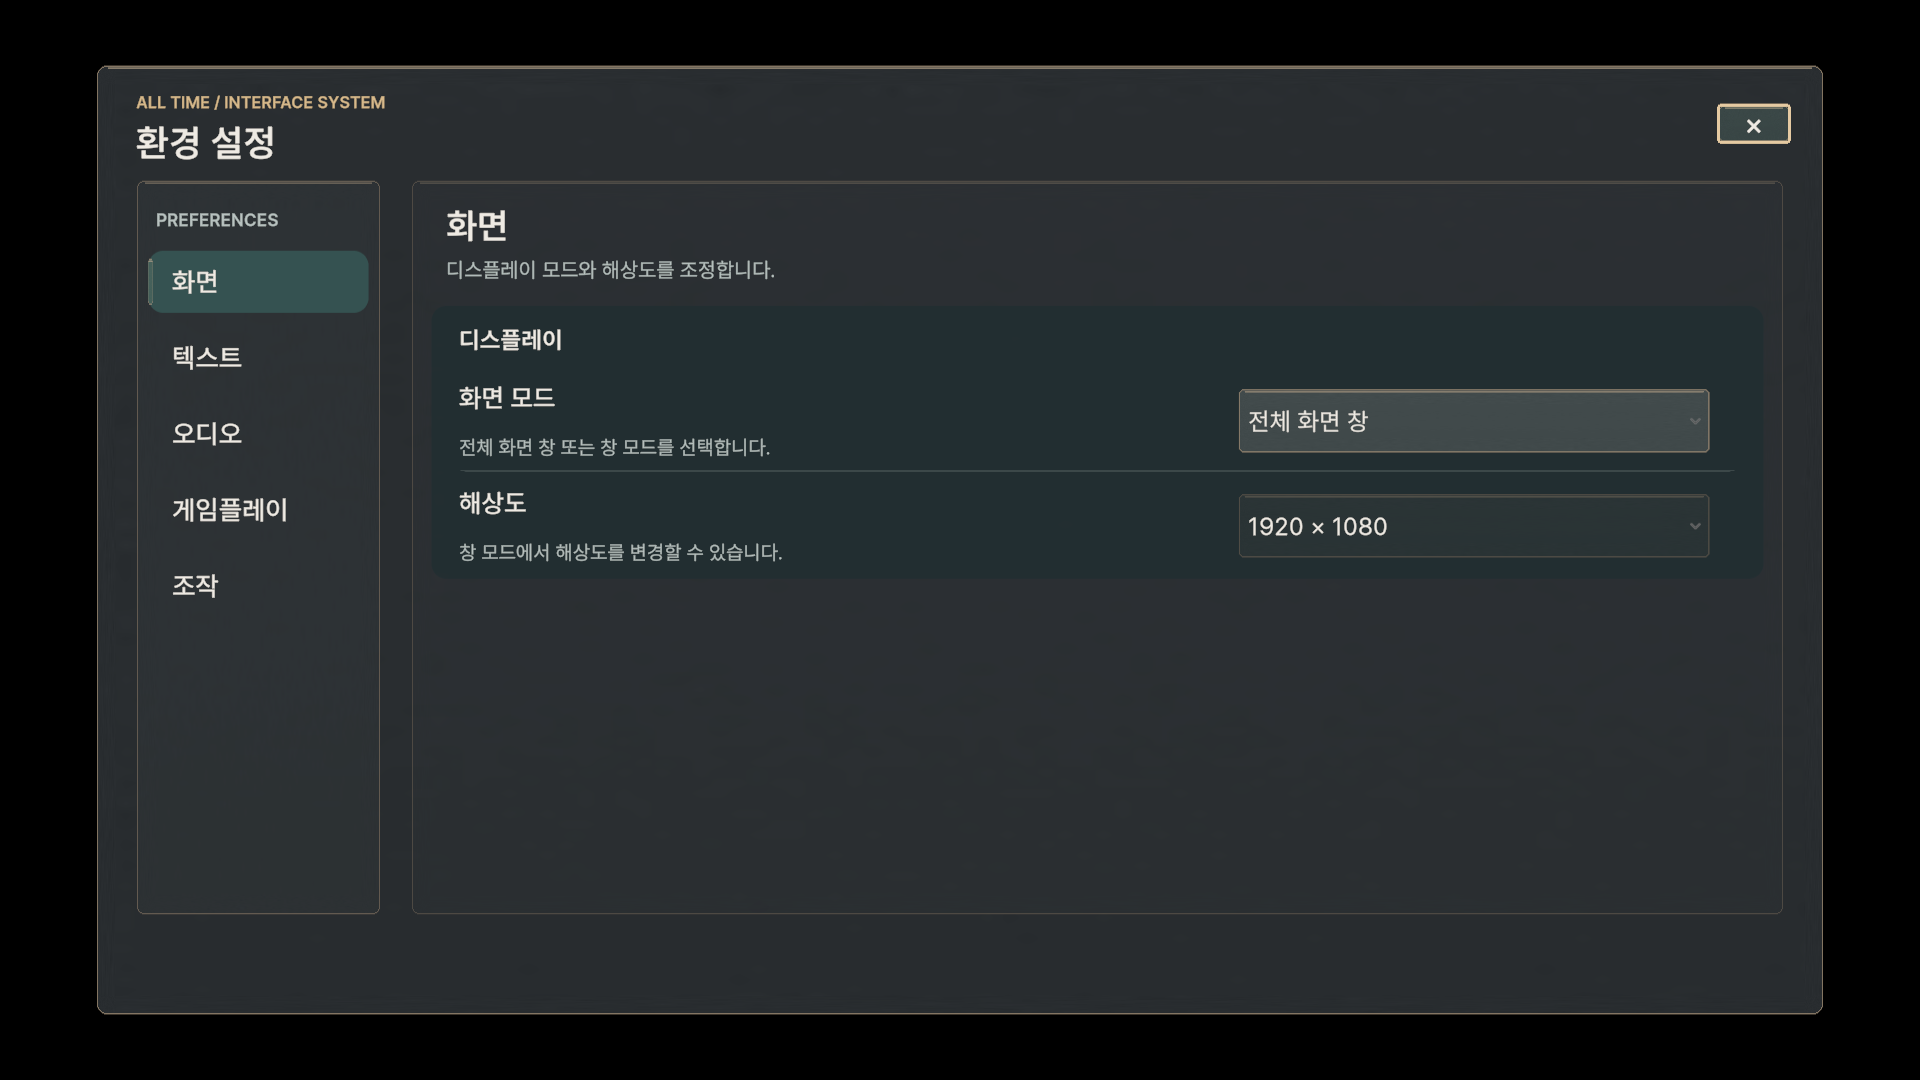 ALL TIME / INTERFACE SYSTEM
환경 설정
×
PREFERENCES
화면
텍스트
오디오
게임플레이
조작
화면
디스플레이 모드와 해상도를 조정합니다.
디스플레이
화면 모드
전체 화면 창 또는 창 모드를 선택합니다.
전체 화면 창
해상도
창 모드에서 해상도를 변경할 수 있습니다.
1920 × 1080